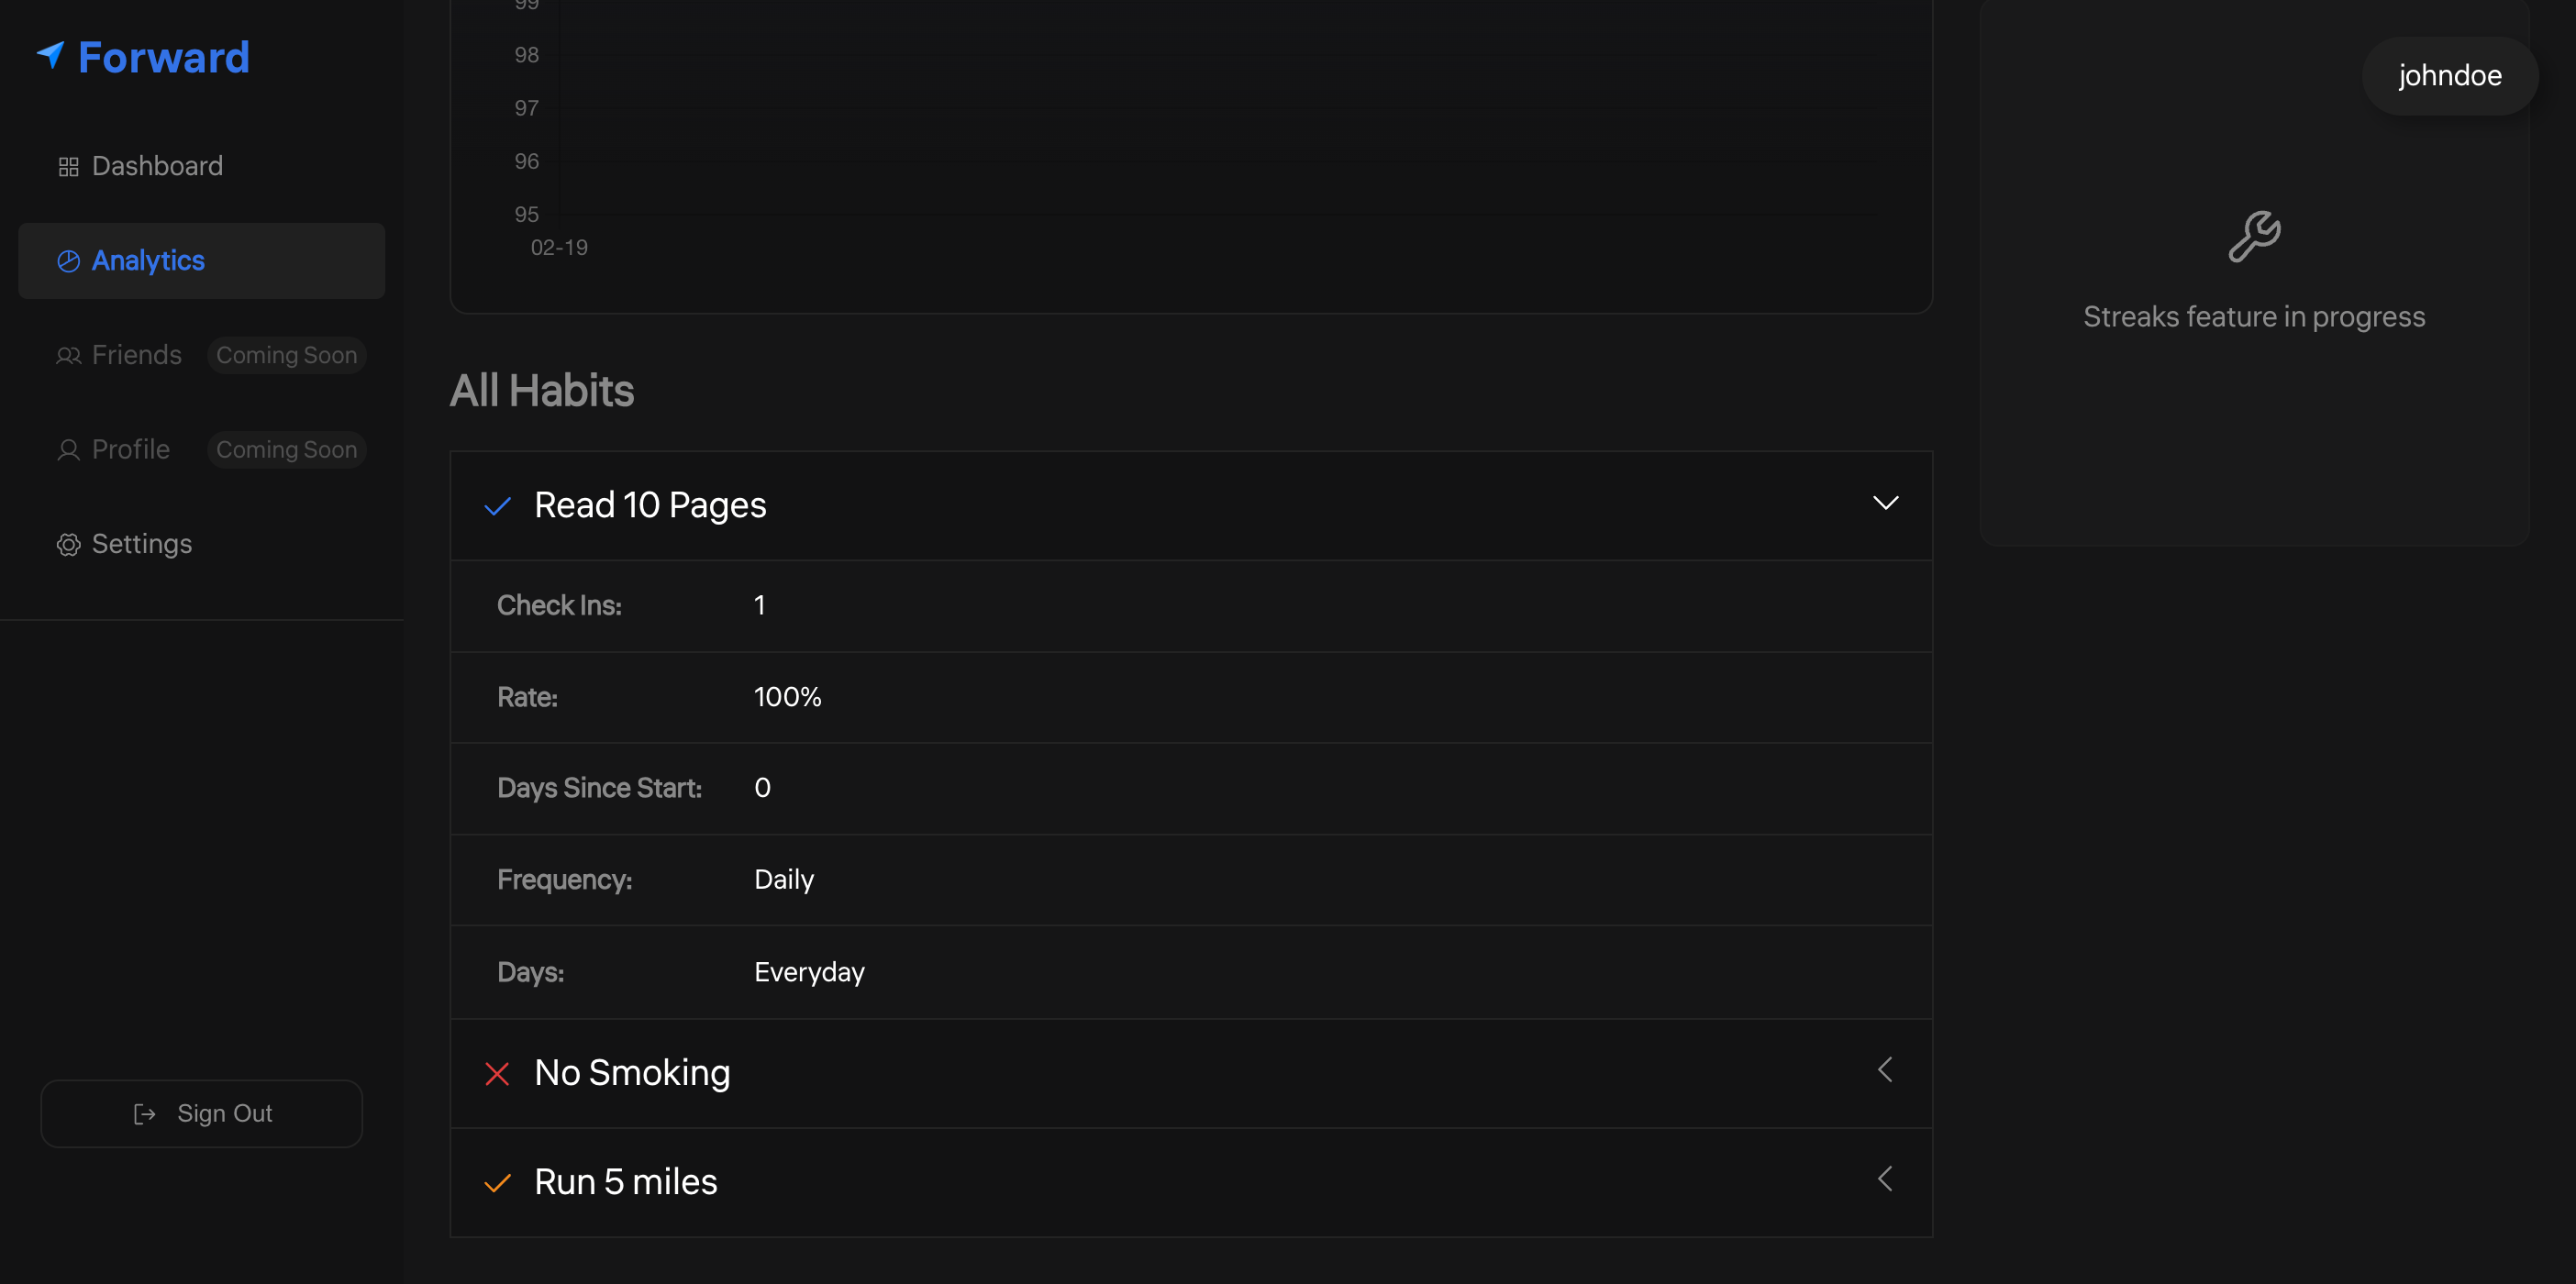 Forward
Dashboard
Analytics
Friends Coming Soon
Profile Coming Soon
Settings
Sign Out
99
98
97
96
95
02-19
All Habits
Read 10 Pages
Check Ins: 1
Rate: 100%
Days Since Start: 0
Frequency: Daily
Days: Everyday
No Smoking
Run 5 miles
johndoe
Streaks feature in progress